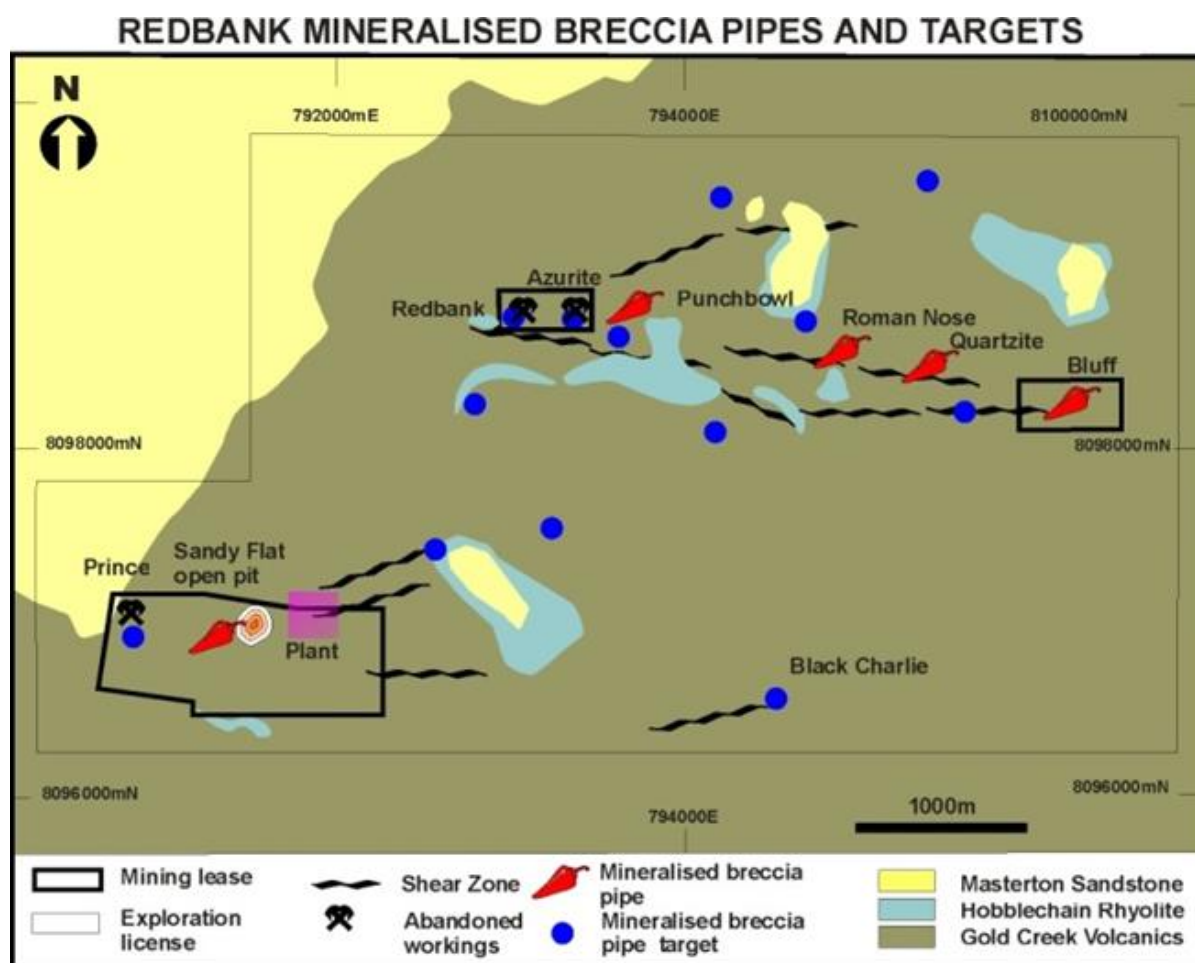 REDBANK MINERALISED BRECCIA PIPES AND TARGETS
N
792000mE
794000E
8100000mN
Azurite
Redbank
Punchbowl
Roman Nose
Quartzite
Bluff
8098000mN
8098000mN
Prince
Sandy Flat
open pit
Plant
Black Charlie
8096000mN
8096000mN
794000E
1000m
Mining lease
Exploration
license
Shear Zone
Abandoned
workings
Mineralised breccia
pipe
Mineralised breccia
pipe target
Masterton Sandstone
Hobblechain Rhyolite
Gold Creek Volcanics